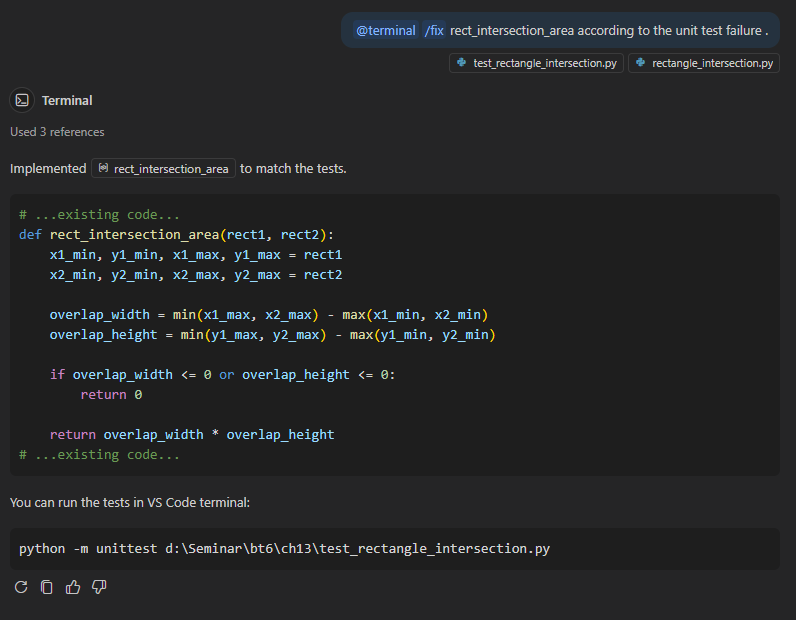 @terminal /fix rect_intersection_area according to the unit test failure .
test_rectangle_intersection.py rectangle_intersection.py
Terminal
Used 3 references
Implemented rect_intersection_area to match the tests.
# ...existing code...
def rect_intersection_area(rect1, rect2):
    x1_min, y1_min, x1_max, y1_max = rect1
    x2_min, y2_min, x2_max, y2_max = rect2

    overlap_width = min(x1_max, x2_max) - max(x1_min, x2_min)
    overlap_height = min(y1_max, y2_max) - max(y1_min, y2_min)

    if overlap_width <= 0 or overlap_height <= 0:
        return 0

    return overlap_width * overlap_height
# ...existing code...
You can run the tests in VS Code terminal:
python -m unittest d:\Seminar\bt6\ch13\test_rectangle_intersection.py